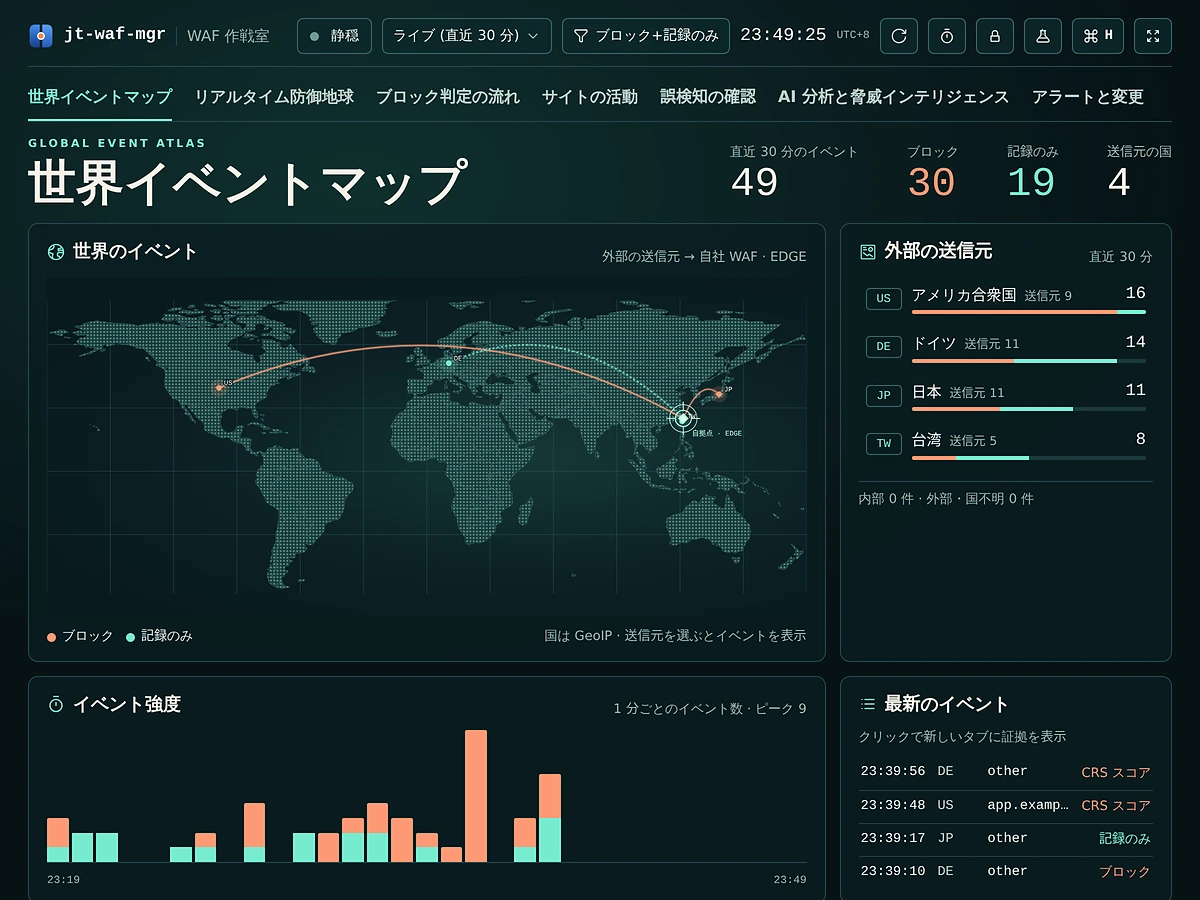 jt-waf-mgr WAF 作戦室 静穏 ライブ (直近 30 分) ブロック+記録のみ 23:49:25 UTC+8 ⌘ H
世界イベントマップ リアルタイム防御地球 ブロック判定の流れ サイトの活動 誤検知の確認 AI 分析と脅威インテリジェンス アラートと変更
GLOBAL EVENT ATLAS
世界イベントマップ
直近 30 分のイベント ブロック 記録のみ 送信元の国
49 30 19 4
世界のイベント 外部の送信元 → 自社 WAF · EDGE
US
DE
JP
自拠点 · EDGE
ブロック 記録のみ 国は GeoIP · 送信元を選ぶとイベントを表示
外部の送信元 直近 30 分
US アメリカ合衆国 送信元 9 16
DE ドイツ 送信元 11 14
JP 日本 送信元 11 11
TW 台湾 送信元 5 8
内部 0 件 · 外部・国不明 0 件
イベント強度 1 分ごとのイベント数 · ピーク 9
23:19 23:49
最新のイベント
クリックで新しいタブに証拠を表示
23:39:56 DE other CRS スコア
23:39:48 US app.examp… CRS スコア
23:39:17 JP other 記録のみ
23:39:10 DE other ブロック